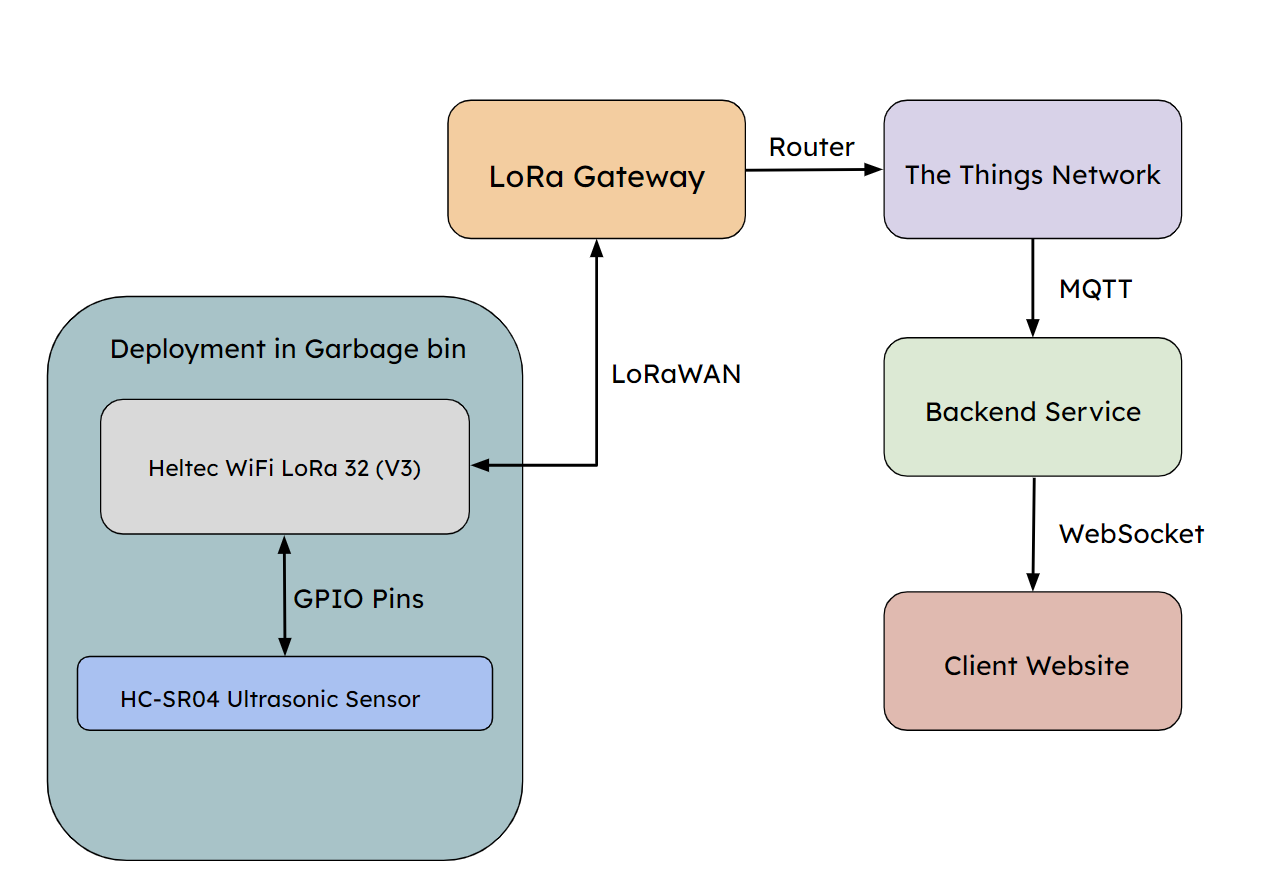 LoRa Gateway
Router
The Things Network
MQTT
Deployment in Garbage bin
LoRaWAN
Backend Service
Heltec WiFi LoRa 32 (V3)
WebSocket
GPIO Pins
Client Website
HC-SR04 Ultrasonic Sensor